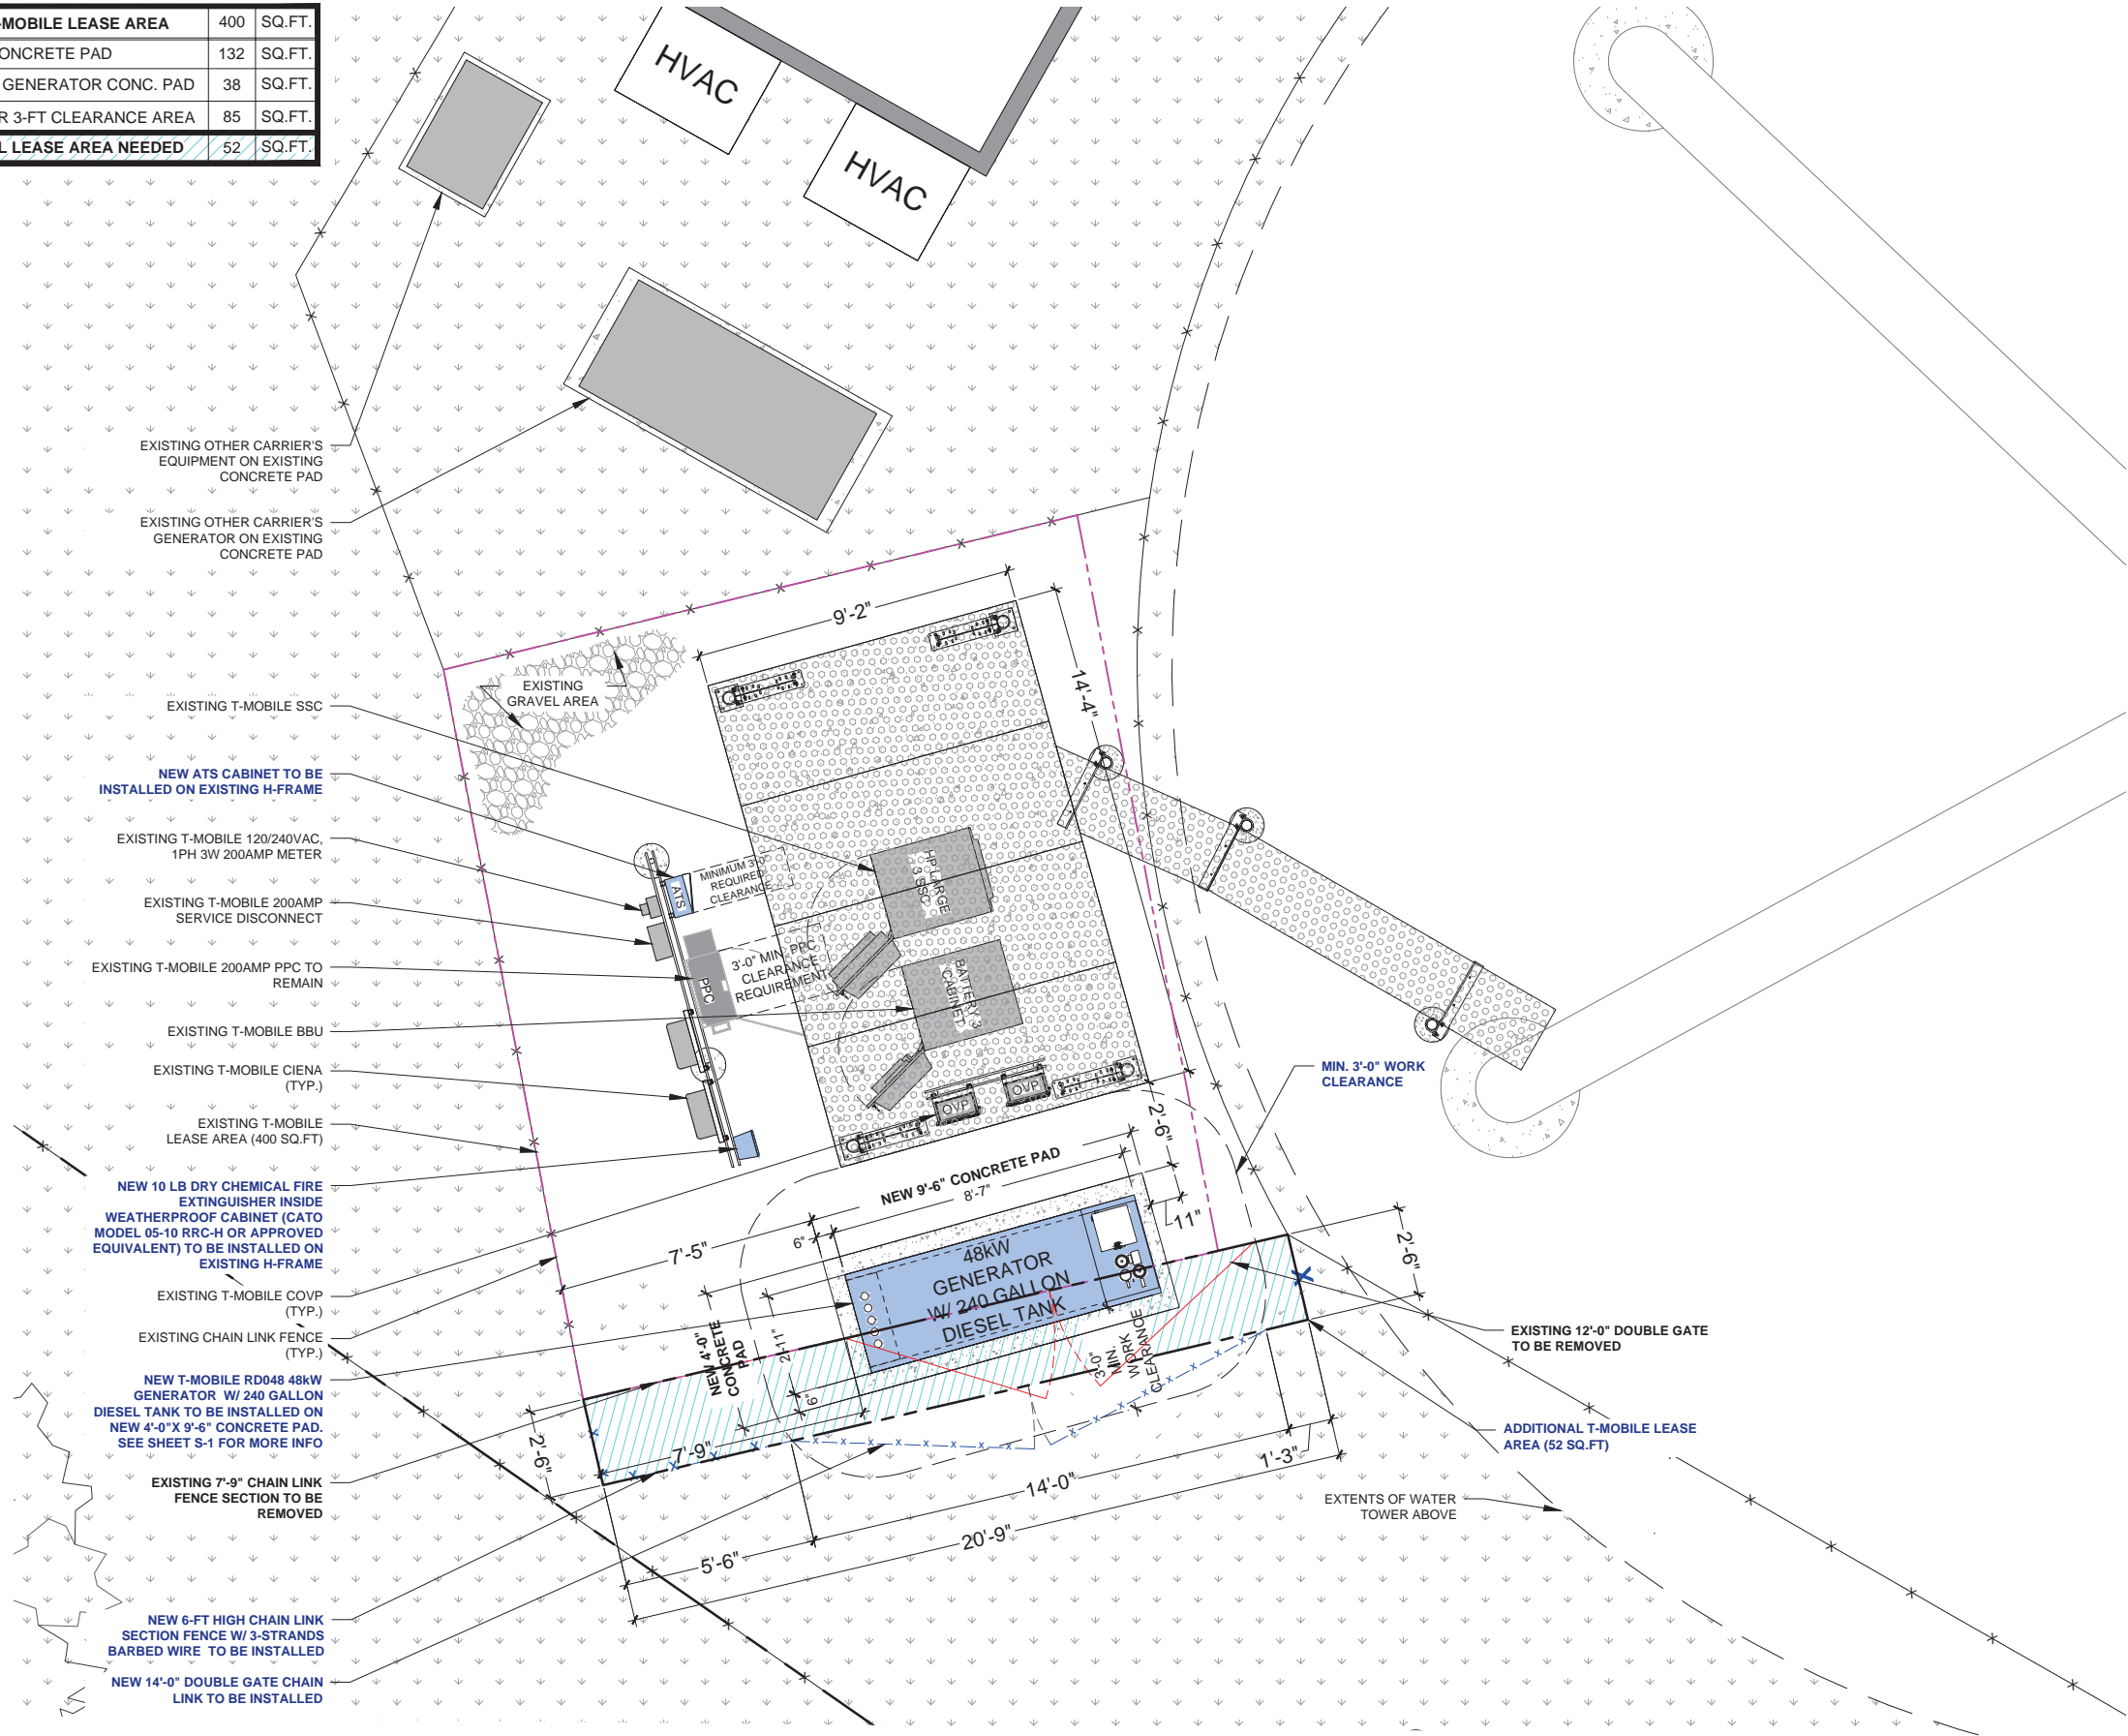 -MOBILE LEASE AREA 400 SQ.FT.
ONCRETE PAD 132 SQ.FT.
GENERATOR CONC. PAD 38 SQ.FT.
R 3-FT CLEARANCE AREA 85 SQ.FT.
L LEASE AREA NEEDED 52 SQ.FT.
HVAC
HVAC
EXISTING OTHER CARRIER'S
EQUIPMENT ON EXISTING
CONCRETE PAD
EXISTING OTHER CARRIER'S
GENERATOR ON EXISTING
CONCRETE PAD
9'-2"
14'-4"
EXISTING
GRAVEL AREA
EXISTING T-MOBILE SSC
NEW ATS CABINET TO BE
INSTALLED ON EXISTING H-FRAME
EXISTING T-MOBILE 120/240VAC,
1PH 3W 200AMP METER
EXISTING T-MOBILE 200AMP
SERVICE DISCONNECT
EXISTING T-MOBILE 200AMP PPC TO
REMAIN
EXISTING T-MOBILE BBU
EXISTING T-MOBILE CIENA
(TYP.)
EXISTING T-MOBILE
LEASE AREA (400 SQ.FT)
NEW 10 LB DRY CHEMICAL FIRE
EXTINGUISHER INSIDE
WEATHERPROOF CABINET (CATO
MODEL 05-10 RRC-H OR APPROVED
EQUIVALENT) TO BE INSTALLED ON
EXISTING H-FRAME
EXISTING T-MOBILE COVP
(TYP.)
EXISTING CHAIN LINK FENCE
(TYP.)
NEW T-MOBILE RD048 48kW
GENERATOR W/ 240 GALLON
DIESEL TANK TO BE INSTALLED ON
NEW 4'-0"X 9'-6" CONCRETE PAD.
SEE SHEET S-1 FOR MORE INFO
EXISTING 7'-9" CHAIN LINK
FENCE SECTION TO BE
REMOVED
NEW 6-FT HIGH CHAIN LINK
SECTION FENCE W/ 3-STRANDS
BARBED WIRE TO BE INSTALLED
NEW 14'-0" DOUBLE GATE CHAIN
LINK TO BE INSTALLED
ATS
MINIMUM 3'0"
REQUIRED
CLEARANCE
PPC
3'-0" MIN. PPC
CLEARANCE
REQUIREMENT
HPL LARGE
3 SSC
BATTERY 3
CABINET
OVP
OVP
2'-6"
NEW 9'-6" CONCRETE PAD
8'-7"
11"
7'-5"
6"
48kW
GENERATOR
W/ 240 GALLON
DIESEL TANK
NEW 4'-0"
CONCRETE
PAD
2'-11"
6"
3'-0"
MIN.
WORK
CLEARANCE
2'-6"
2'-6"
7'-9"
14'-0"
1'-3"
20'-9"
5'-6"
MIN. 3'-0" WORK
CLEARANCE
EXISTING 12'-0" DOUBLE GATE
TO BE REMOVED
ADDITIONAL T-MOBILE LEASE
AREA (52 SQ.FT)
EXTENTS OF WATER
TOWER ABOVE